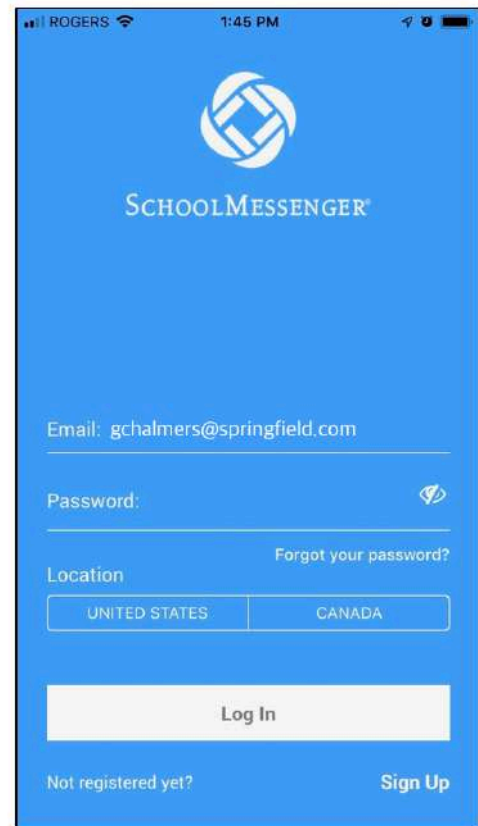 ROGERS 1:45 PM
SCHOOLMESSENGER®
Email: gchalmers@springfield.com
Password:
Forgot your password?
Location
UNITED STATES CANADA
Log In
Not registered yet? Sign Up